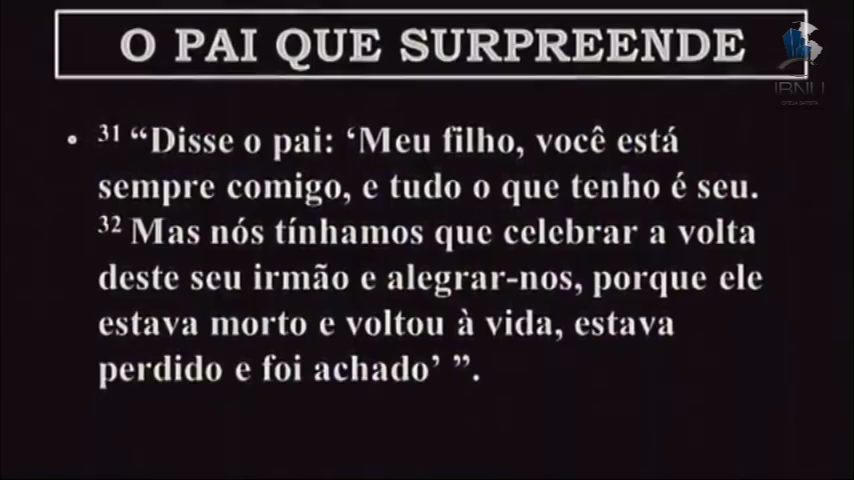 O PAI QUE SURPREENDE
IBNU
• ³¹ “Disse o pai: ‘Meu filho, você está
sempre comigo, e tudo o que tenho é seu.
³² Mas nós tínhamos que celebrar a volta
deste seu irmão e alegrar-nos, porque ele
estava morto e voltou à vida, estava
perdido e foi achado’ ”.